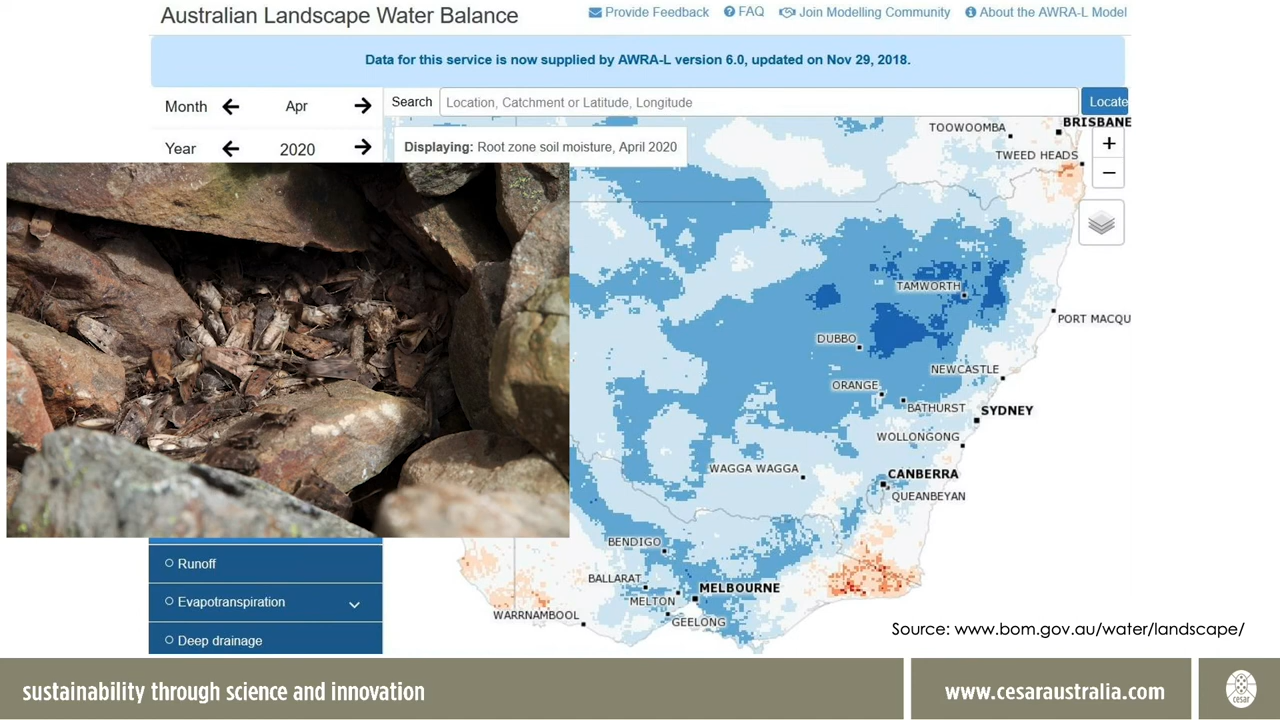 Australian Landscape Water Balance
Provide Feedback
FAQ
Join Modelling Community
About the AWRA-L Model
Data for this service is now supplied by AWRA-L version 6.0, updated on Nov 29, 2018.
Month
Apr
Search
Location, Catchment or Latitude, Longitude
Locate
Year
2020
Displaying: Root zone soil moisture, April 2020
TOOWOOMBA
BRISBANE
TWEED HEADS
+
−
TAMWORTH
PORT MACQU
DUBBO
NEWCASTLE
ORANGE
BATHURST
SYDNEY
WOLLONGONG
WAGGA WAGGA
CANBERRA
QUEANBEYAN
BENDIGO
BALLARAT
MELBOURNE
MELTON
WARRNAMBOOL
GEELONG
Runoff
Evapotranspiration
Deep drainage
Source: www.bom.gov.au/water/landscape/
sustainability through science and innovation
www.cesaraustralia.com
cesar